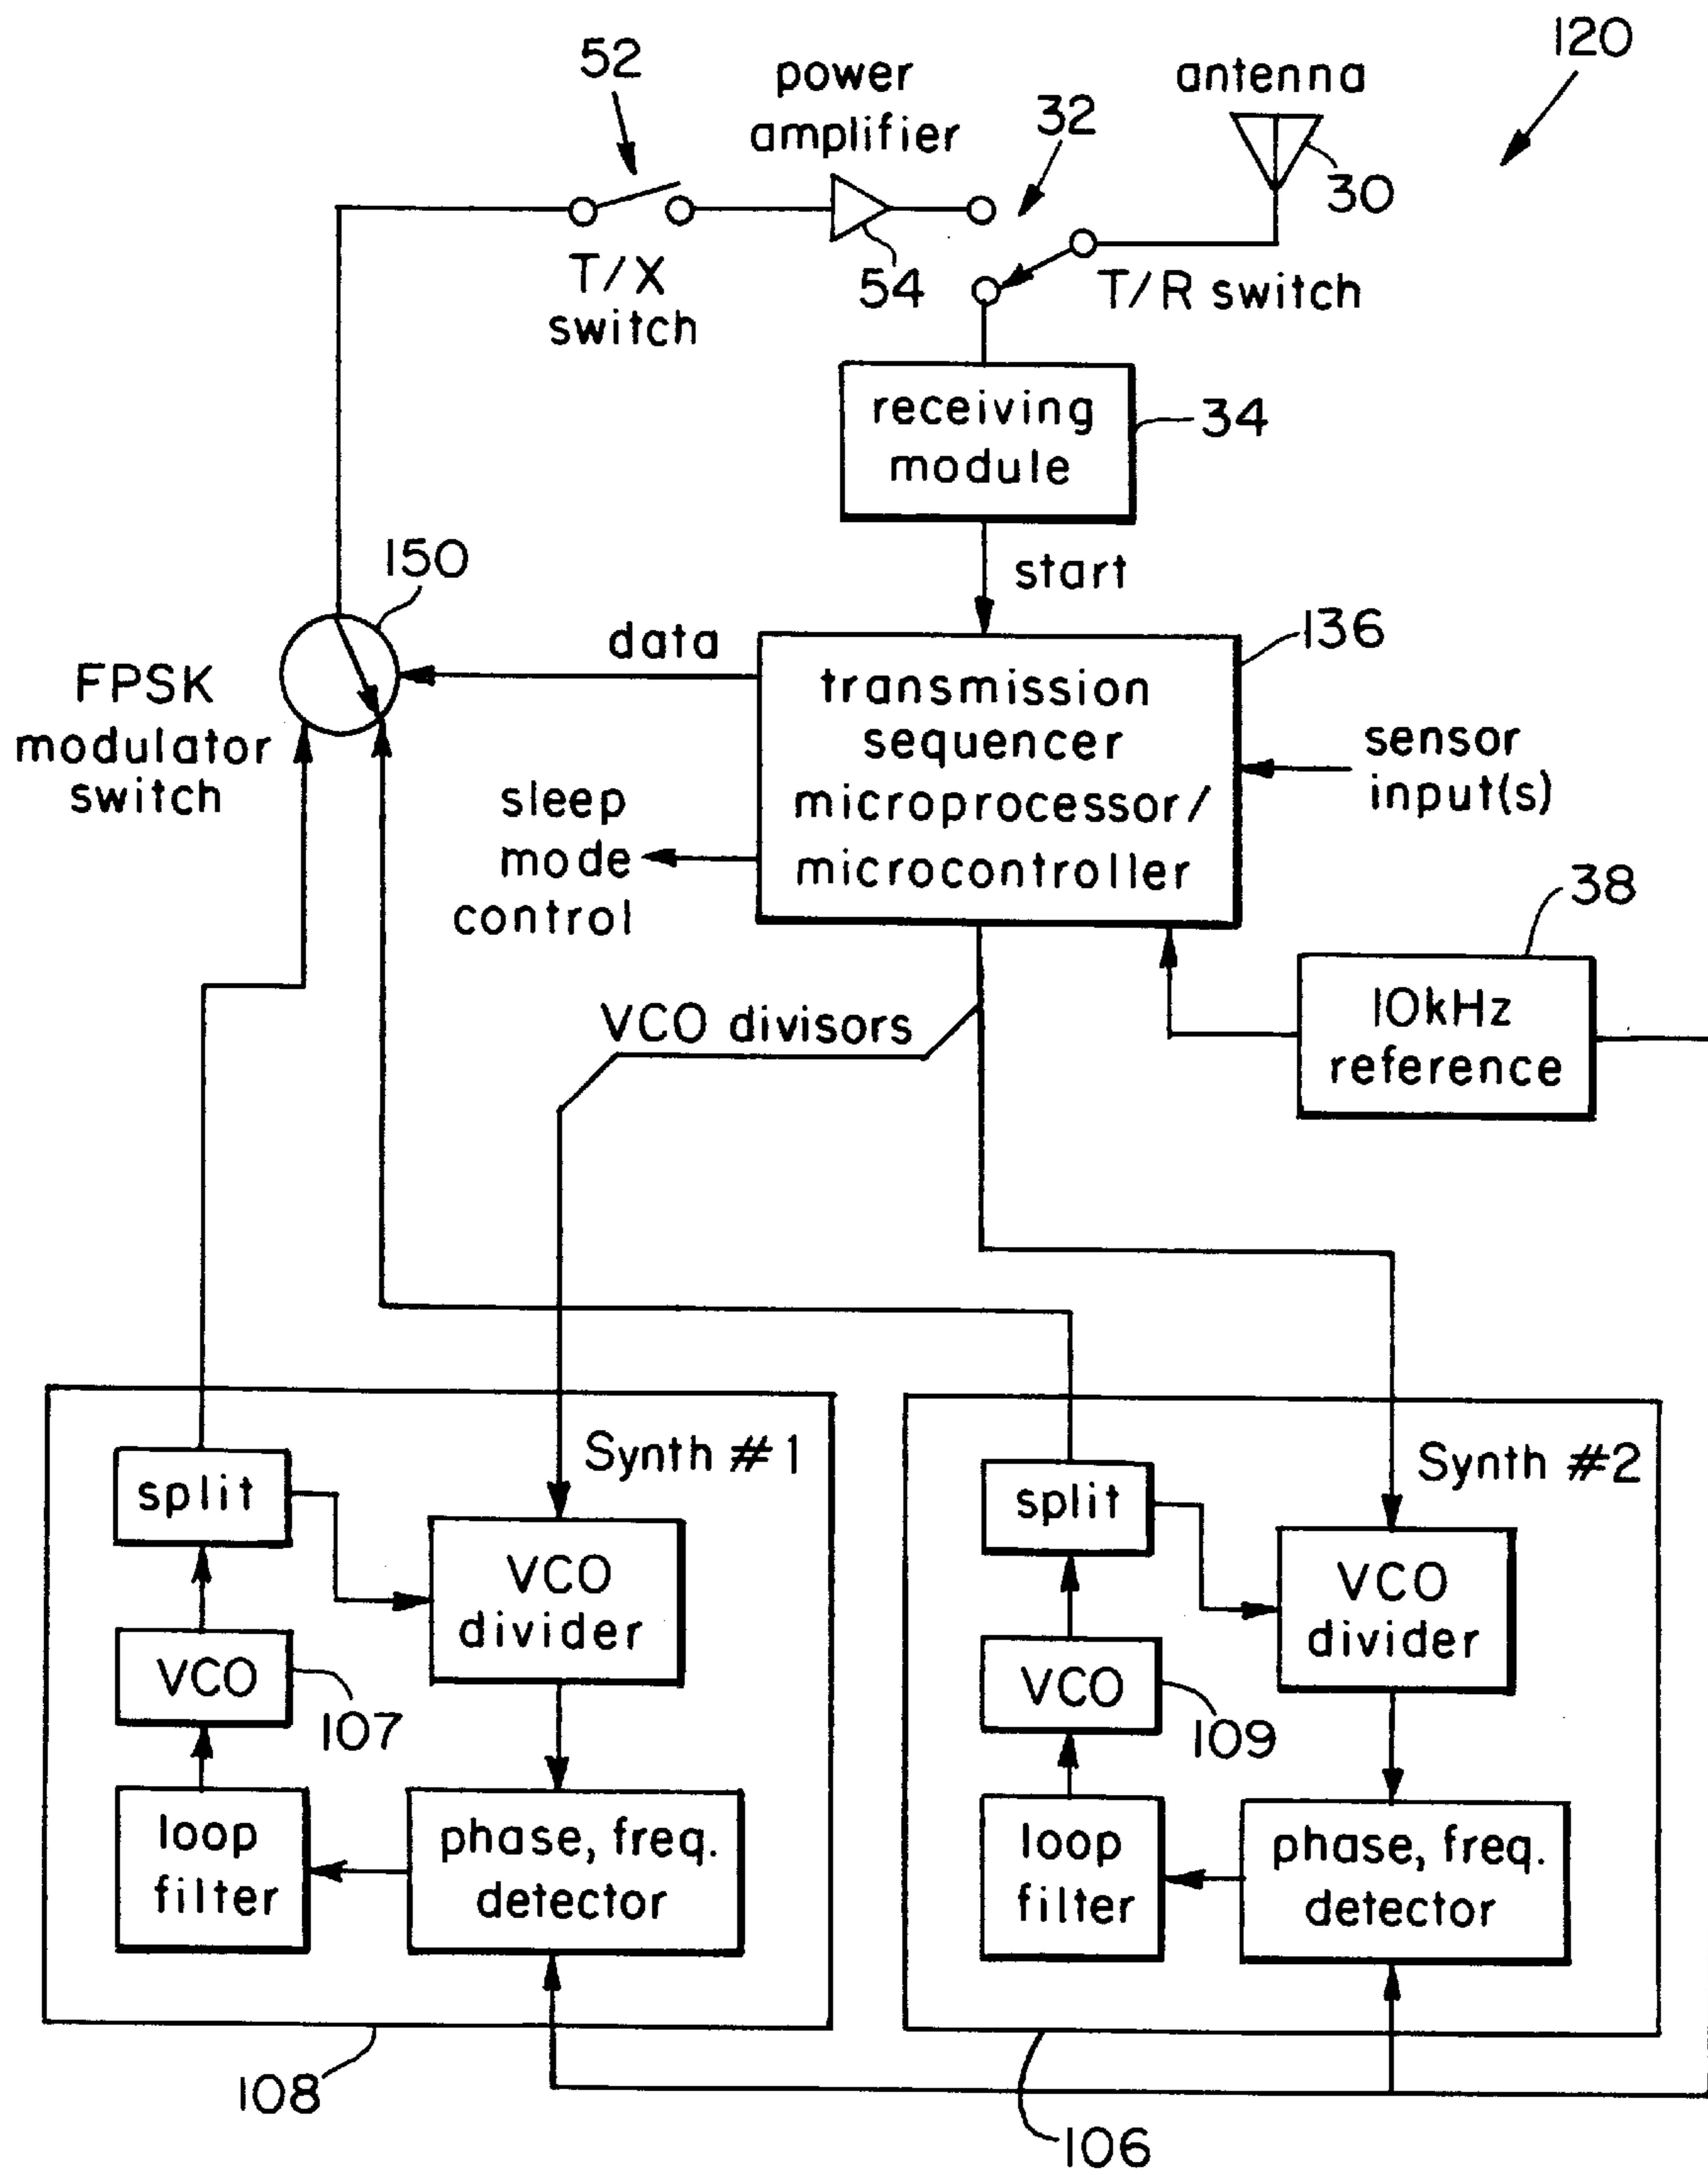 120
52
power
amplifier
32
antenna
30
T/X
switch
54
T/R switch
receiving
module
34
start
150
data
136
FPSK
modulator
switch
transmission
sequencer
microprocessor/
microcontroller
sensor
input(s)
sleep
mode
control
38
10kHz
reference
VCO divisors
Synth #1
split
VCO
divider
VCO
107
loop
filter
phase, freq.
detector
108
Synth #2
split
VCO
divider
VCO
109
loop
filter
phase, freq.
detector
106